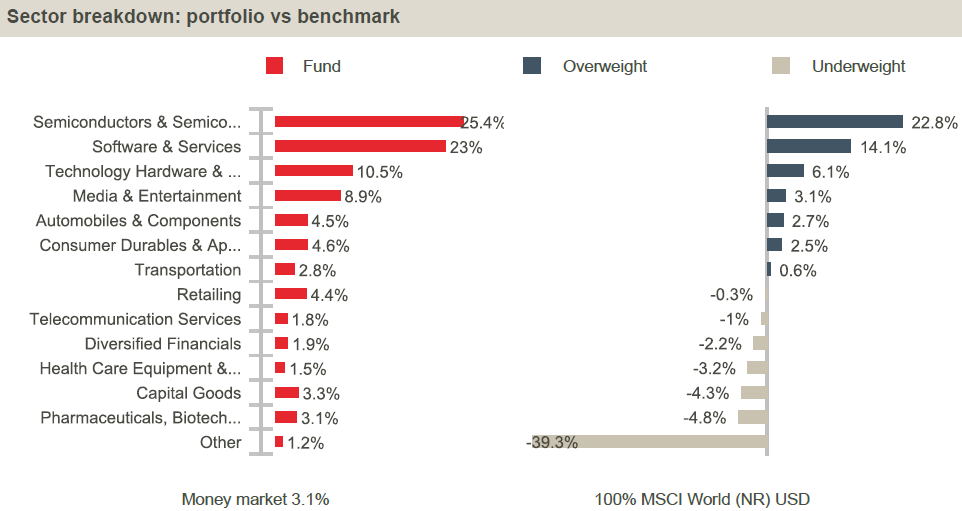 Sector breakdown: portfolio vs benchmark
Fund Overweight Underweight
Semiconductors & Semico... 25.4% 22.8%
Software & Services 23% 14.1%
Technology Hardware & ... 10.5% 6.1%
Media & Entertainment 8.9% 3.1%
Automobiles & Components 4.5% 2.7%
Consumer Durables & Ap... 4.6% 2.5%
Transportation 2.8% 0.6%
Retailing 4.4% -0.3%
Telecommunication Services 1.8% -1%
Diversified Financials 1.9% -2.2%
Health Care Equipment &... 1.5% -3.2%
Capital Goods 3.3% -4.3%
Pharmaceuticals, Biotech... 3.1% -4.8%
Other 1.2% -39.3%
Money market 3.1% 100% MSCI World (NR) USD